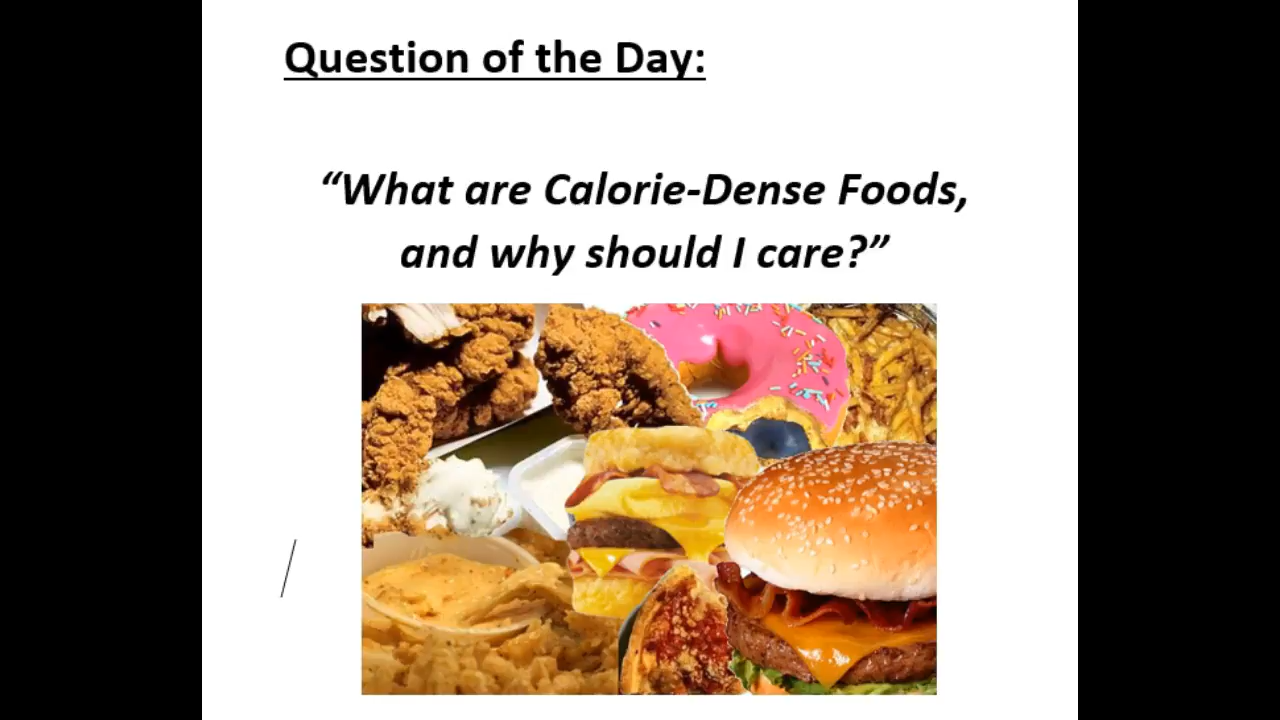 Question of the Day:
“What are Calorie-Dense Foods,
and why should I care?”